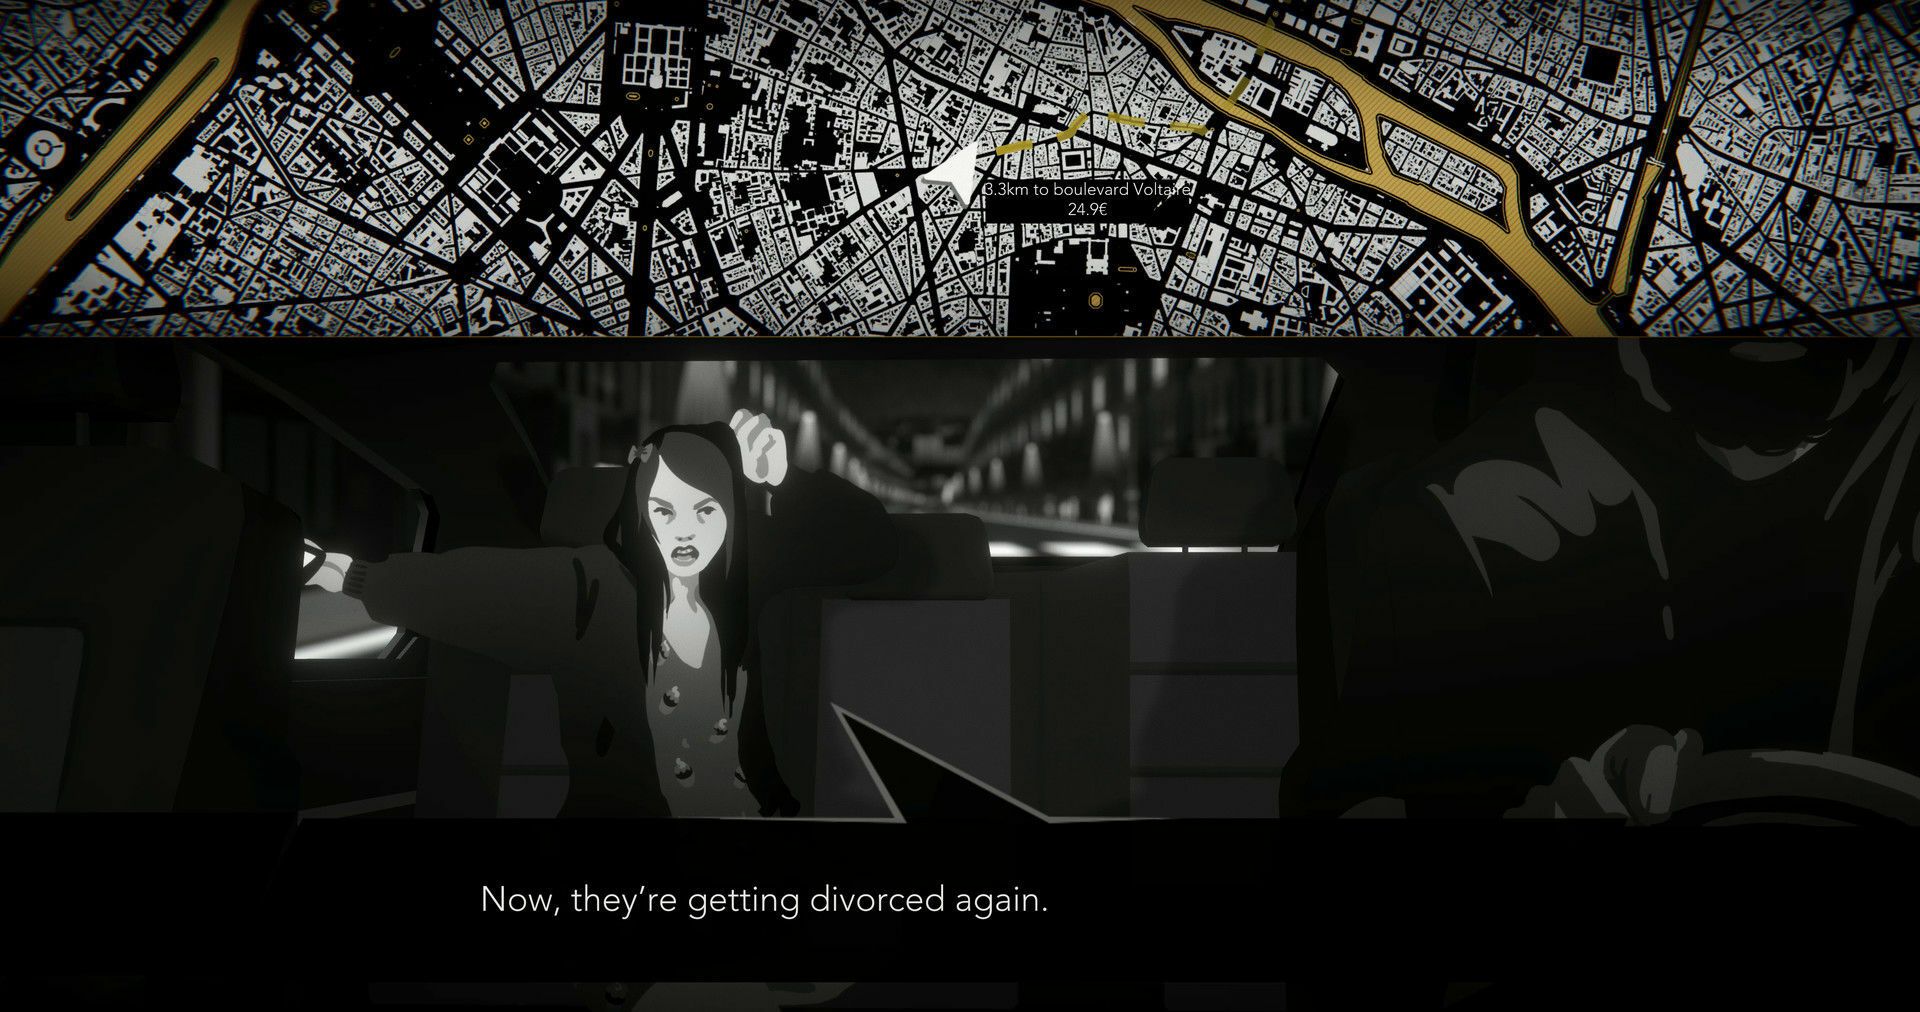 3.3km to boulevard Voltaire
24.9€
Now, they’re getting divorced again.